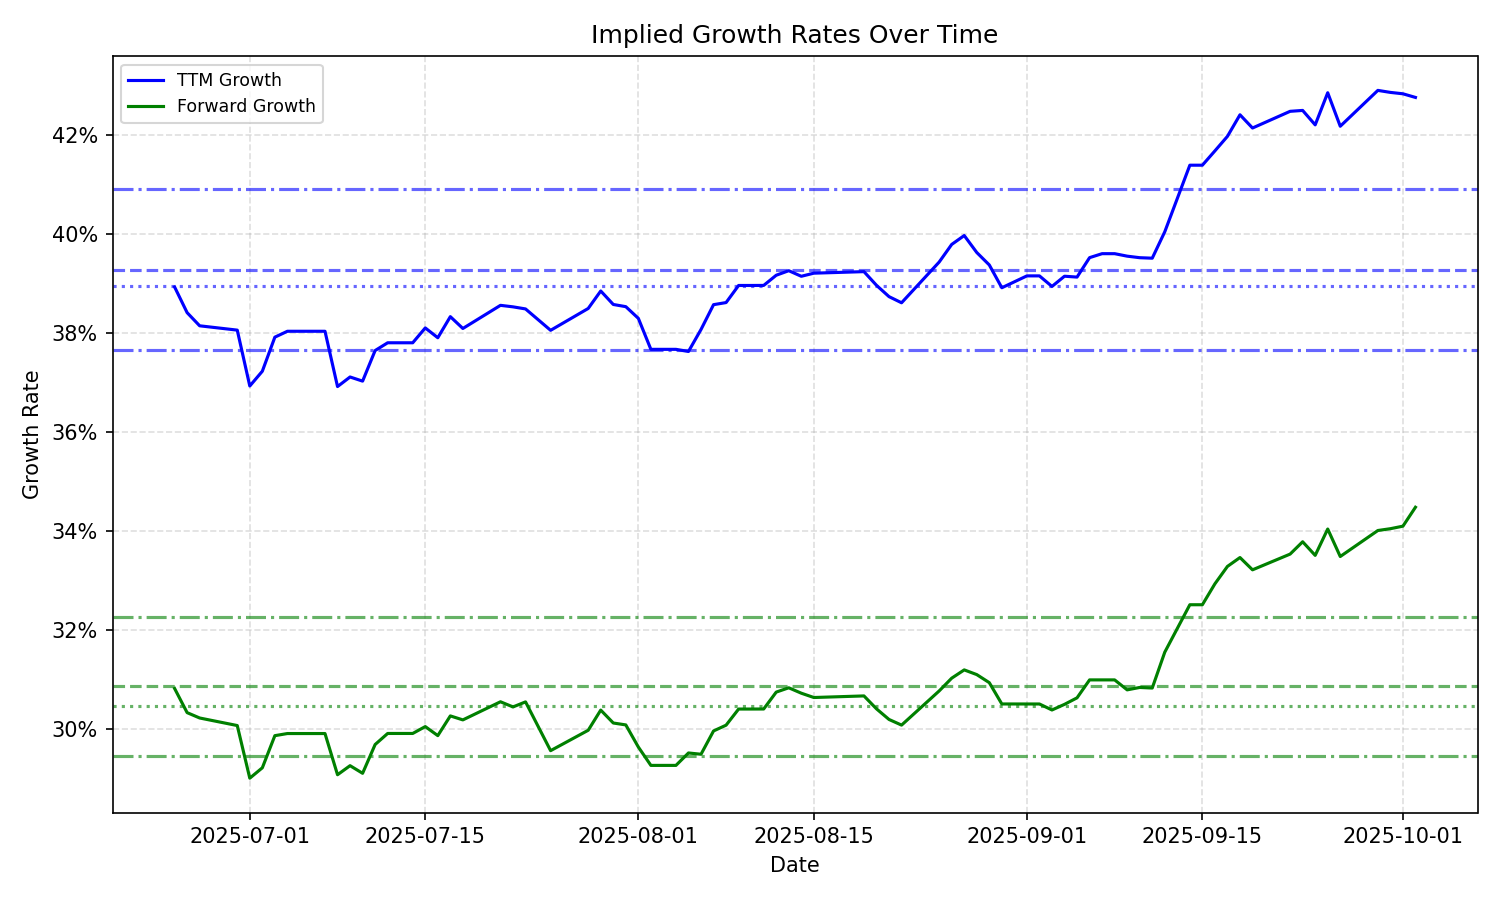 Implied Growth Rates Over Time
TTM Growth
Forward Growth
42%
40%
38%
36%
34%
32%
30%
Growth Rate
2025-07-01
2025-07-15
2025-08-01
2025-08-15
2025-09-01
2025-09-15
2025-10-01
Date